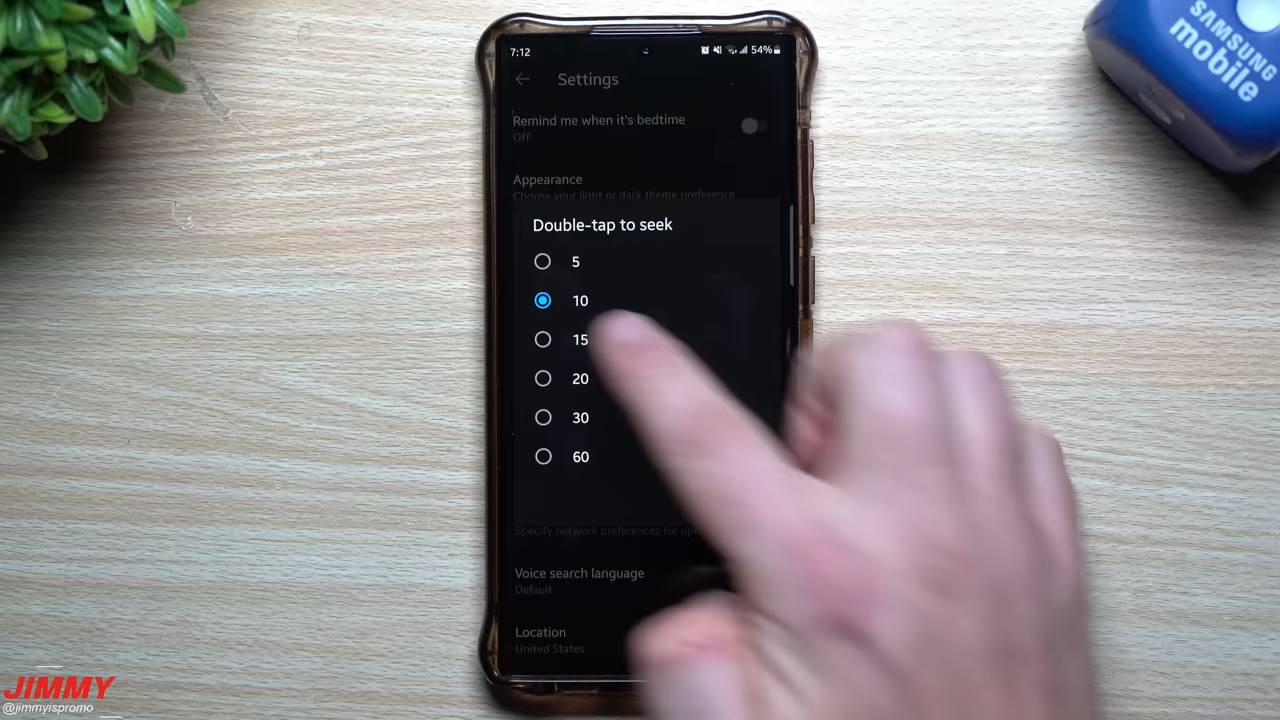 SAMSUNG
mobile
7:12
54%
Settings
Remind me when it's bedtime
Off
Appearance
Choose your light or dark theme preference
Double-tap to seek
5
10
15
20
30
60
Specify network preferences for
Voice search language
Default
Location
United States
JIMMY
@jimmyispromo